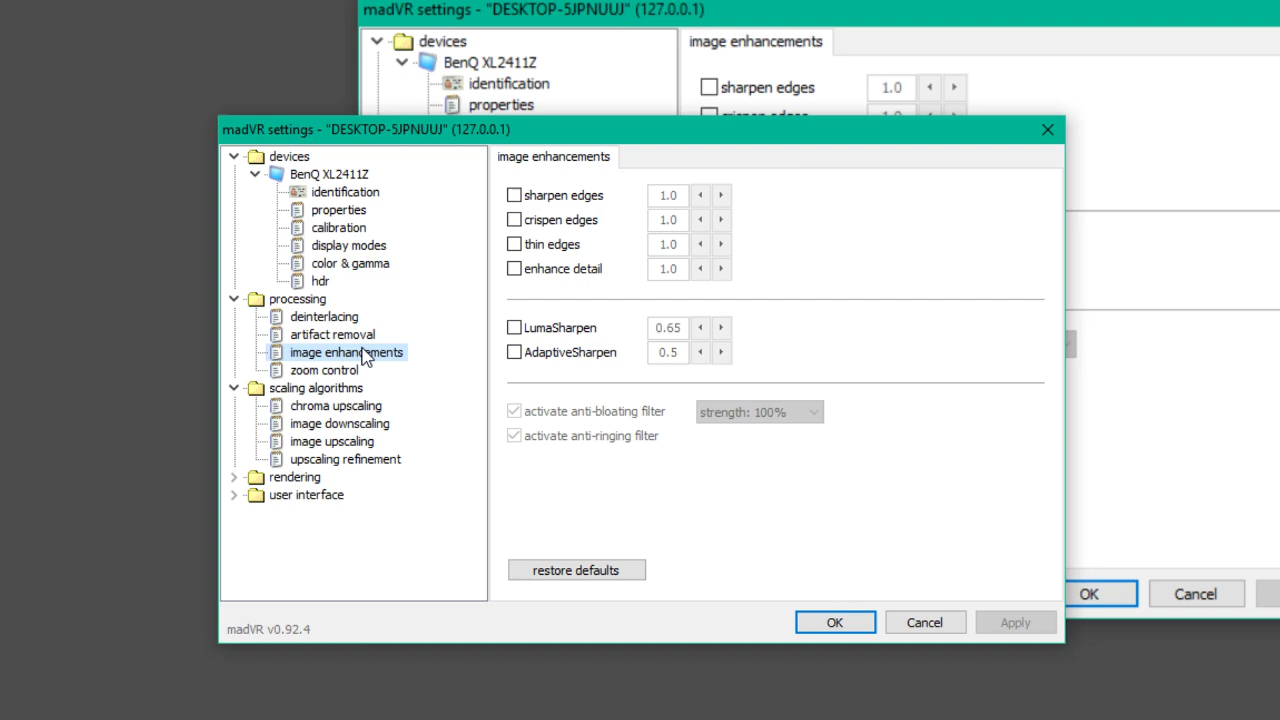 madVR settings - "DESKTOP-5JPNUUJ" (127.0.0.1)
devices
BenQ XL2411Z
identification
properties
image enhancements
sharpen edges
1.0
crispen edges
1.0
OK
Cancel
madVR settings - "DESKTOP-5JPNUUJ" (127.0.0.1)
devices
BenQ XL2411Z
identification
properties
calibration
display modes
color & gamma
hdr
processing
deinterlacing
artifact removal
image enhancements
zoom control
scaling algorithms
chroma upscaling
image downscaling
image upscaling
upscaling refinement
rendering
user interface
image enhancements
sharpen edges 1.0
crispen edges 1.0
thin edges 1.0
enhance detail 1.0
LumaSharpen 0.65
AdaptiveSharpen 0.5
activate anti-bloating filter strength: 100%
activate anti-ringing filter
restore defaults
madVR v0.92.4
OK Cancel Apply